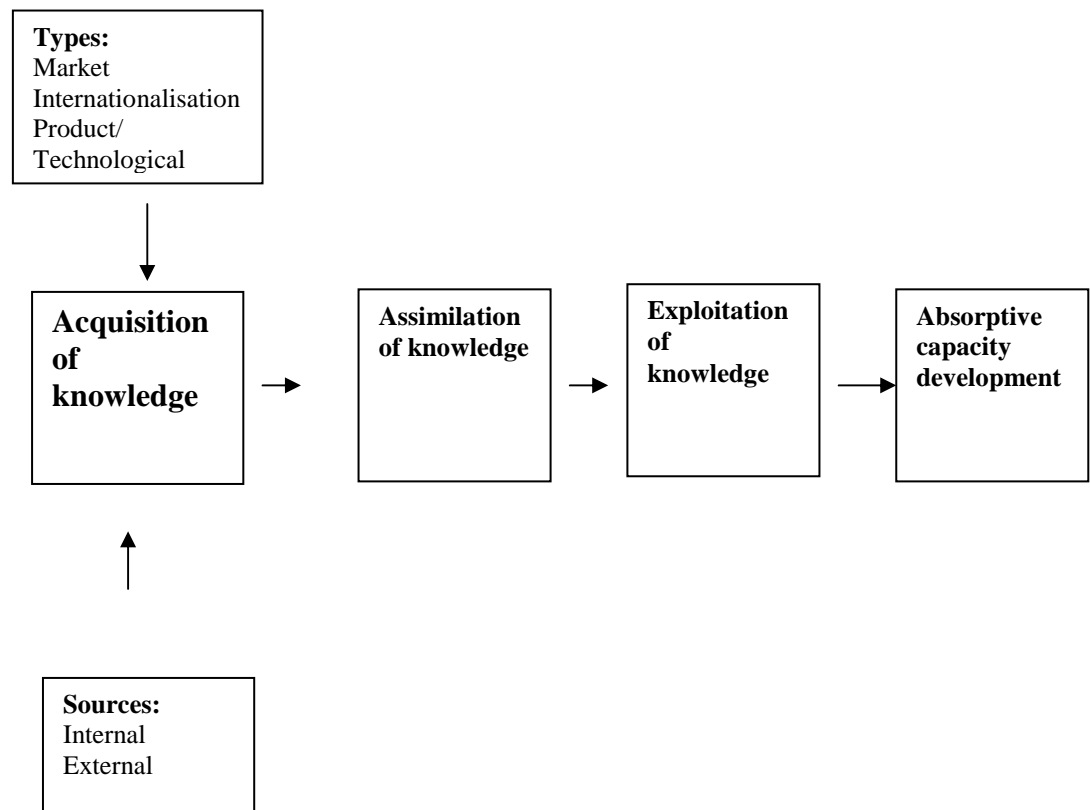 Types:
Market
Internationalisation
Product/
Technological
Acquisition
of
knowledge
Assimilation
of knowledge
Exploitation
of
knowledge
Absorptive
capacity
development
Sources:
Internal
External